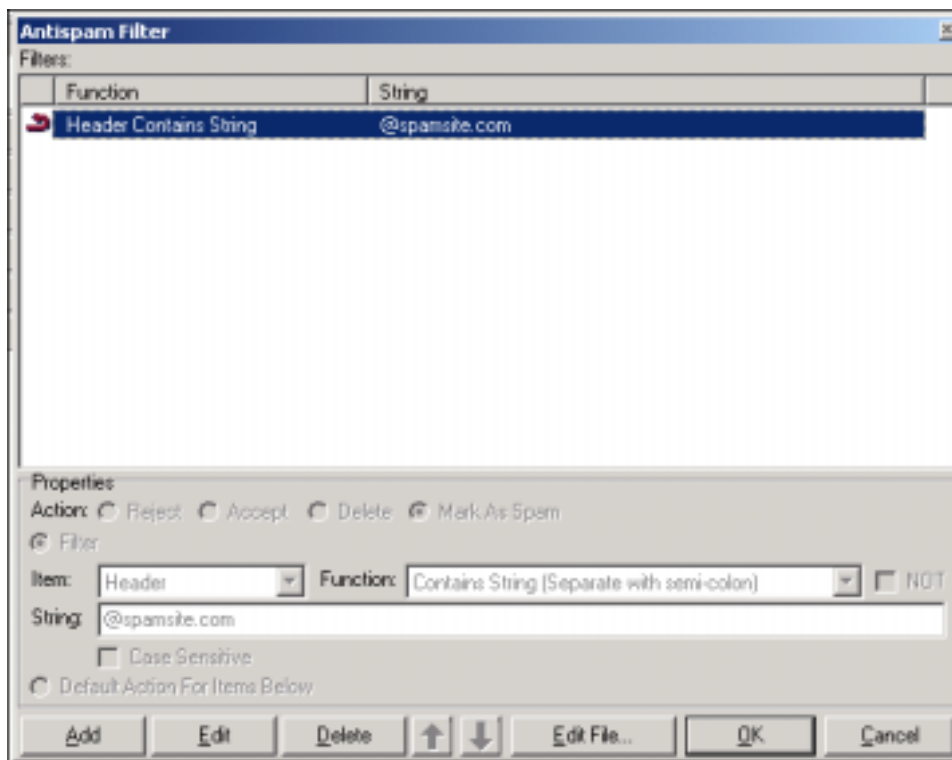 Antispam Filter
Filters:
Function String
Header Contains String @spamsite.com
Properties
Action: Reject Accept Delete Mark As Spam
Filter
Item: Header Function: Contains String (Separate with semi-colon) NOT
String: @spamsite.com
Case Sensitive
Default Action For Items Below
Add Edit Delete Edit File... OK Cancel